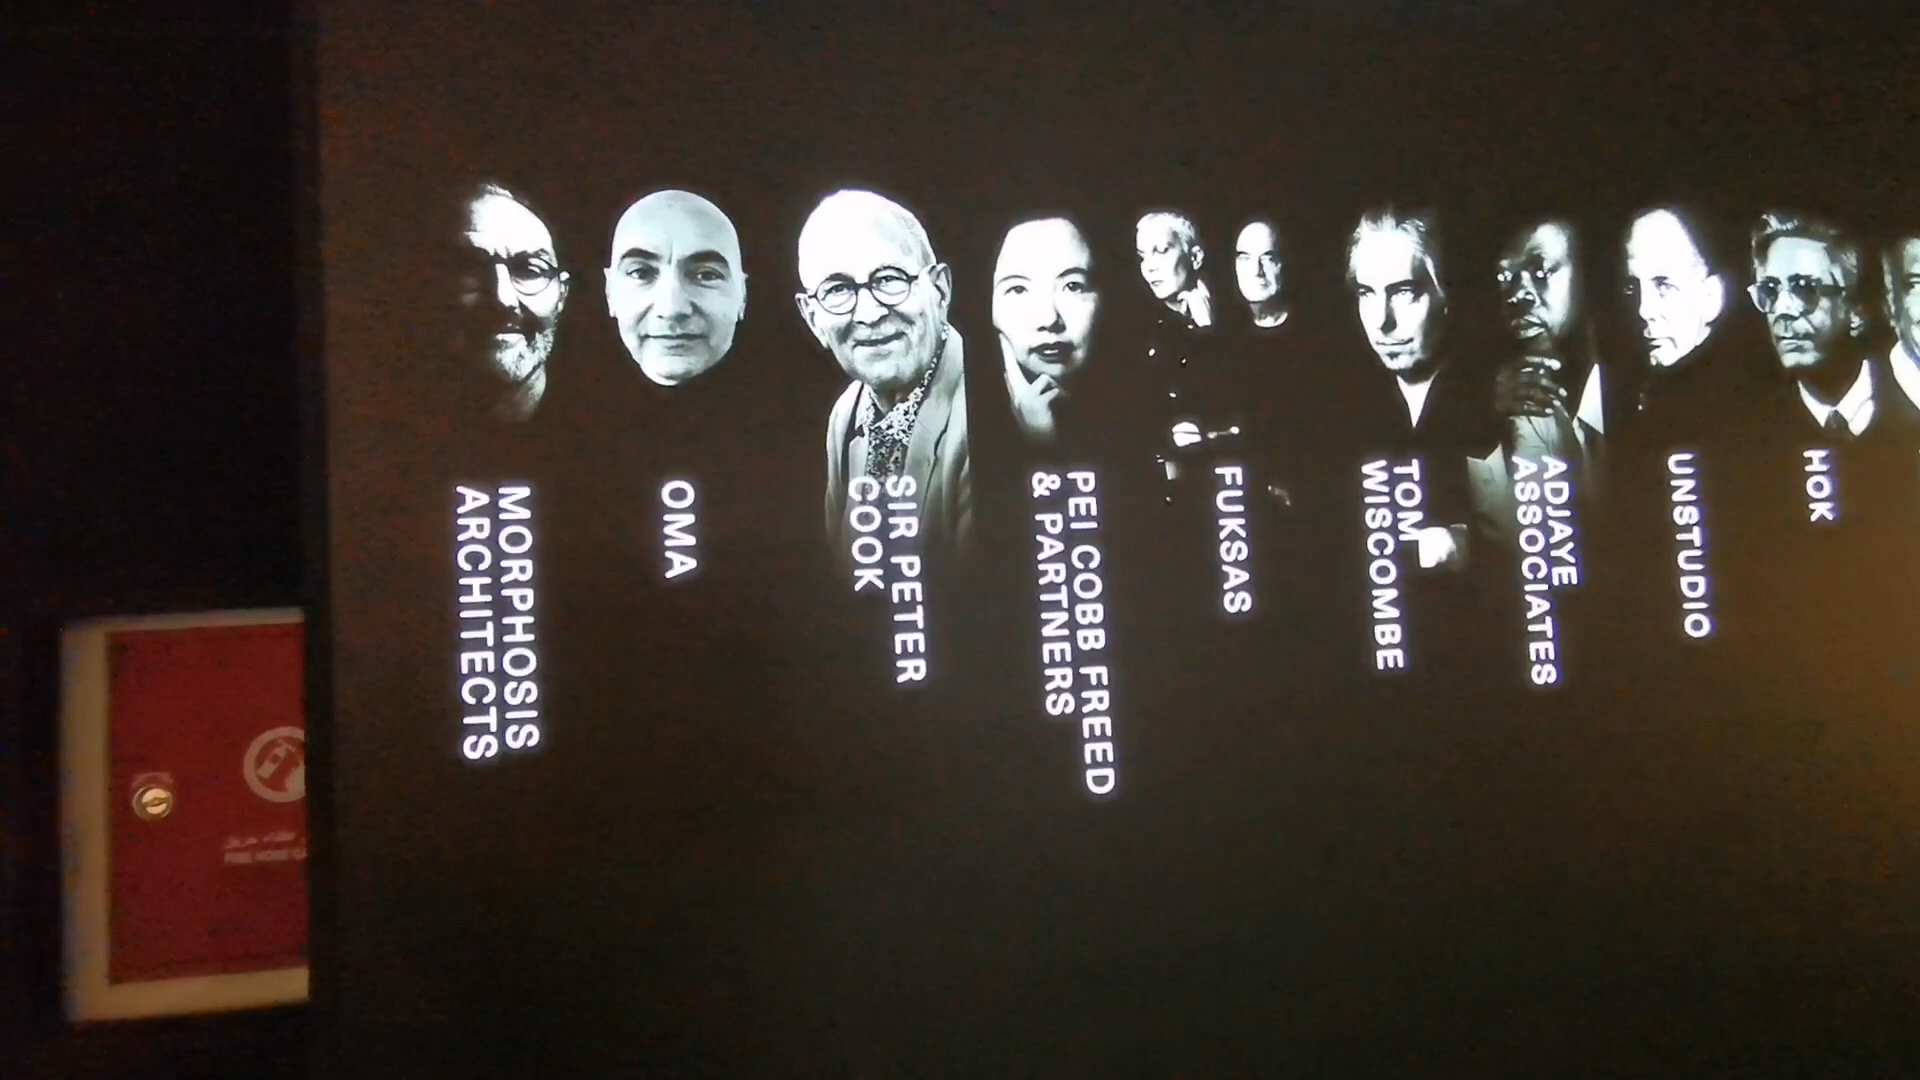 MORPHOSIS
ARCHITECTS
OMA
SIR PETER
COOK
PEI COBB FREED
& PARTNERS
FUKSAS
TOM
WISCOMBE
ADJAYE
ASSOCIATES
UNSTUDIO
HOK